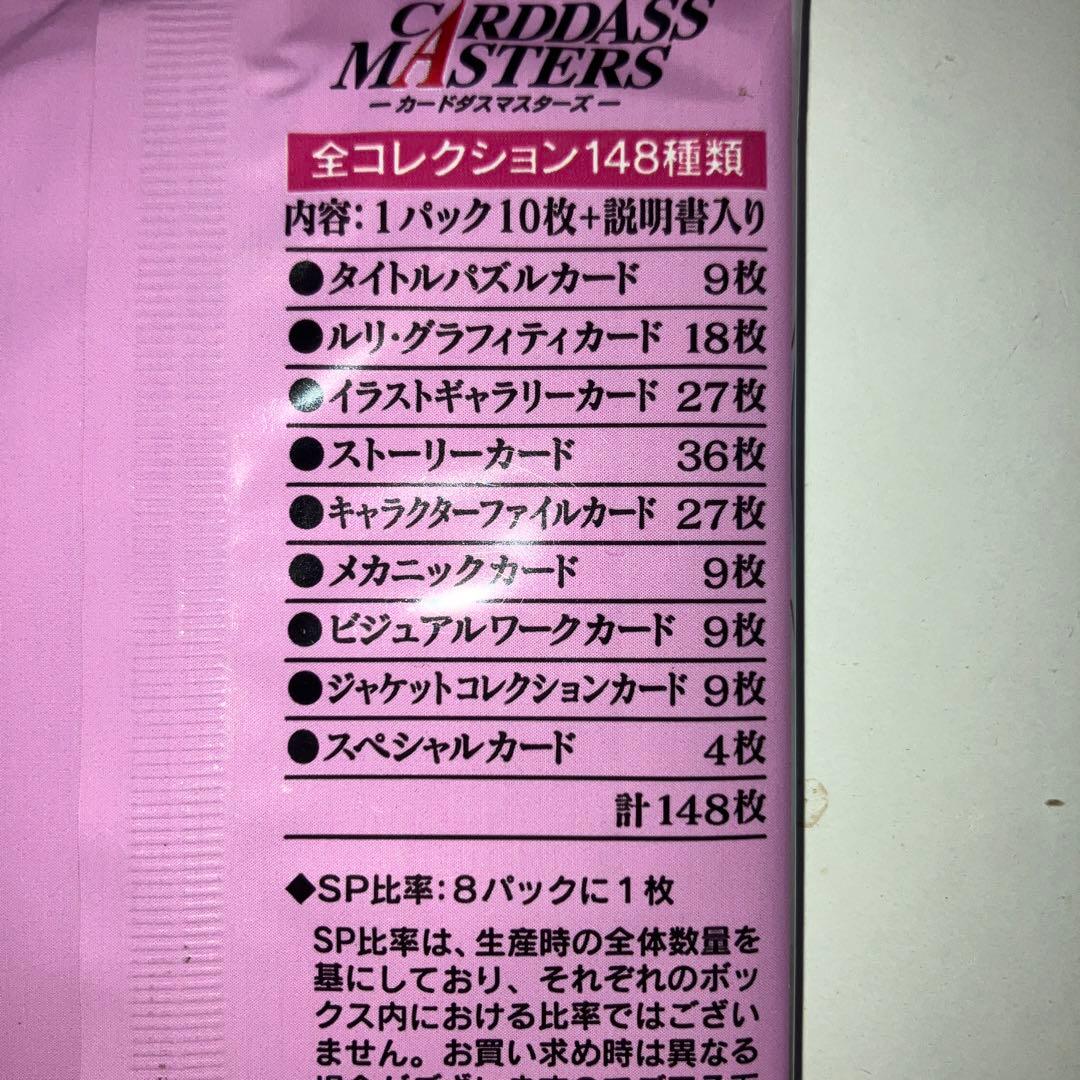 CARDDASS
MASTERS
ーカードダスマスターズー
全コレクション148種類
内容:1パック10枚+説明書入り
●タイトルパズルカード 9枚
●ルリ・グラフィティカード 18枚
●イラストギャラリーカード 27枚
●ストーリーカード 36枚
●キャラクターファイルカード 27枚
●メカニックカード 9枚
●ビジュアルワークカード 9枚
●ジャケットコレクションカード 9枚
●スペシャルカード 4枚
計148枚
◆SP比率:8パックに1枚
SP比率は、生産時の全体数量を
基にしており、それぞれのボッ
クス内における比率ではござい
ません。お買い求め時は異なる